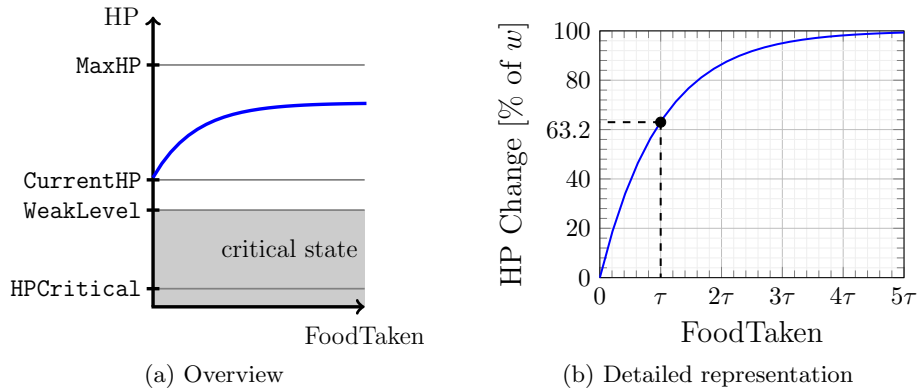 HP
MaxHP
CurrentHP
WeakLevel
critical state
HPCritical
FoodTaken
(a) Overview
HP Change [% of w]
100
80
63.2
40
20
0
0 τ 2τ 3τ 4τ 5τ
FoodTaken
(b) Detailed representation